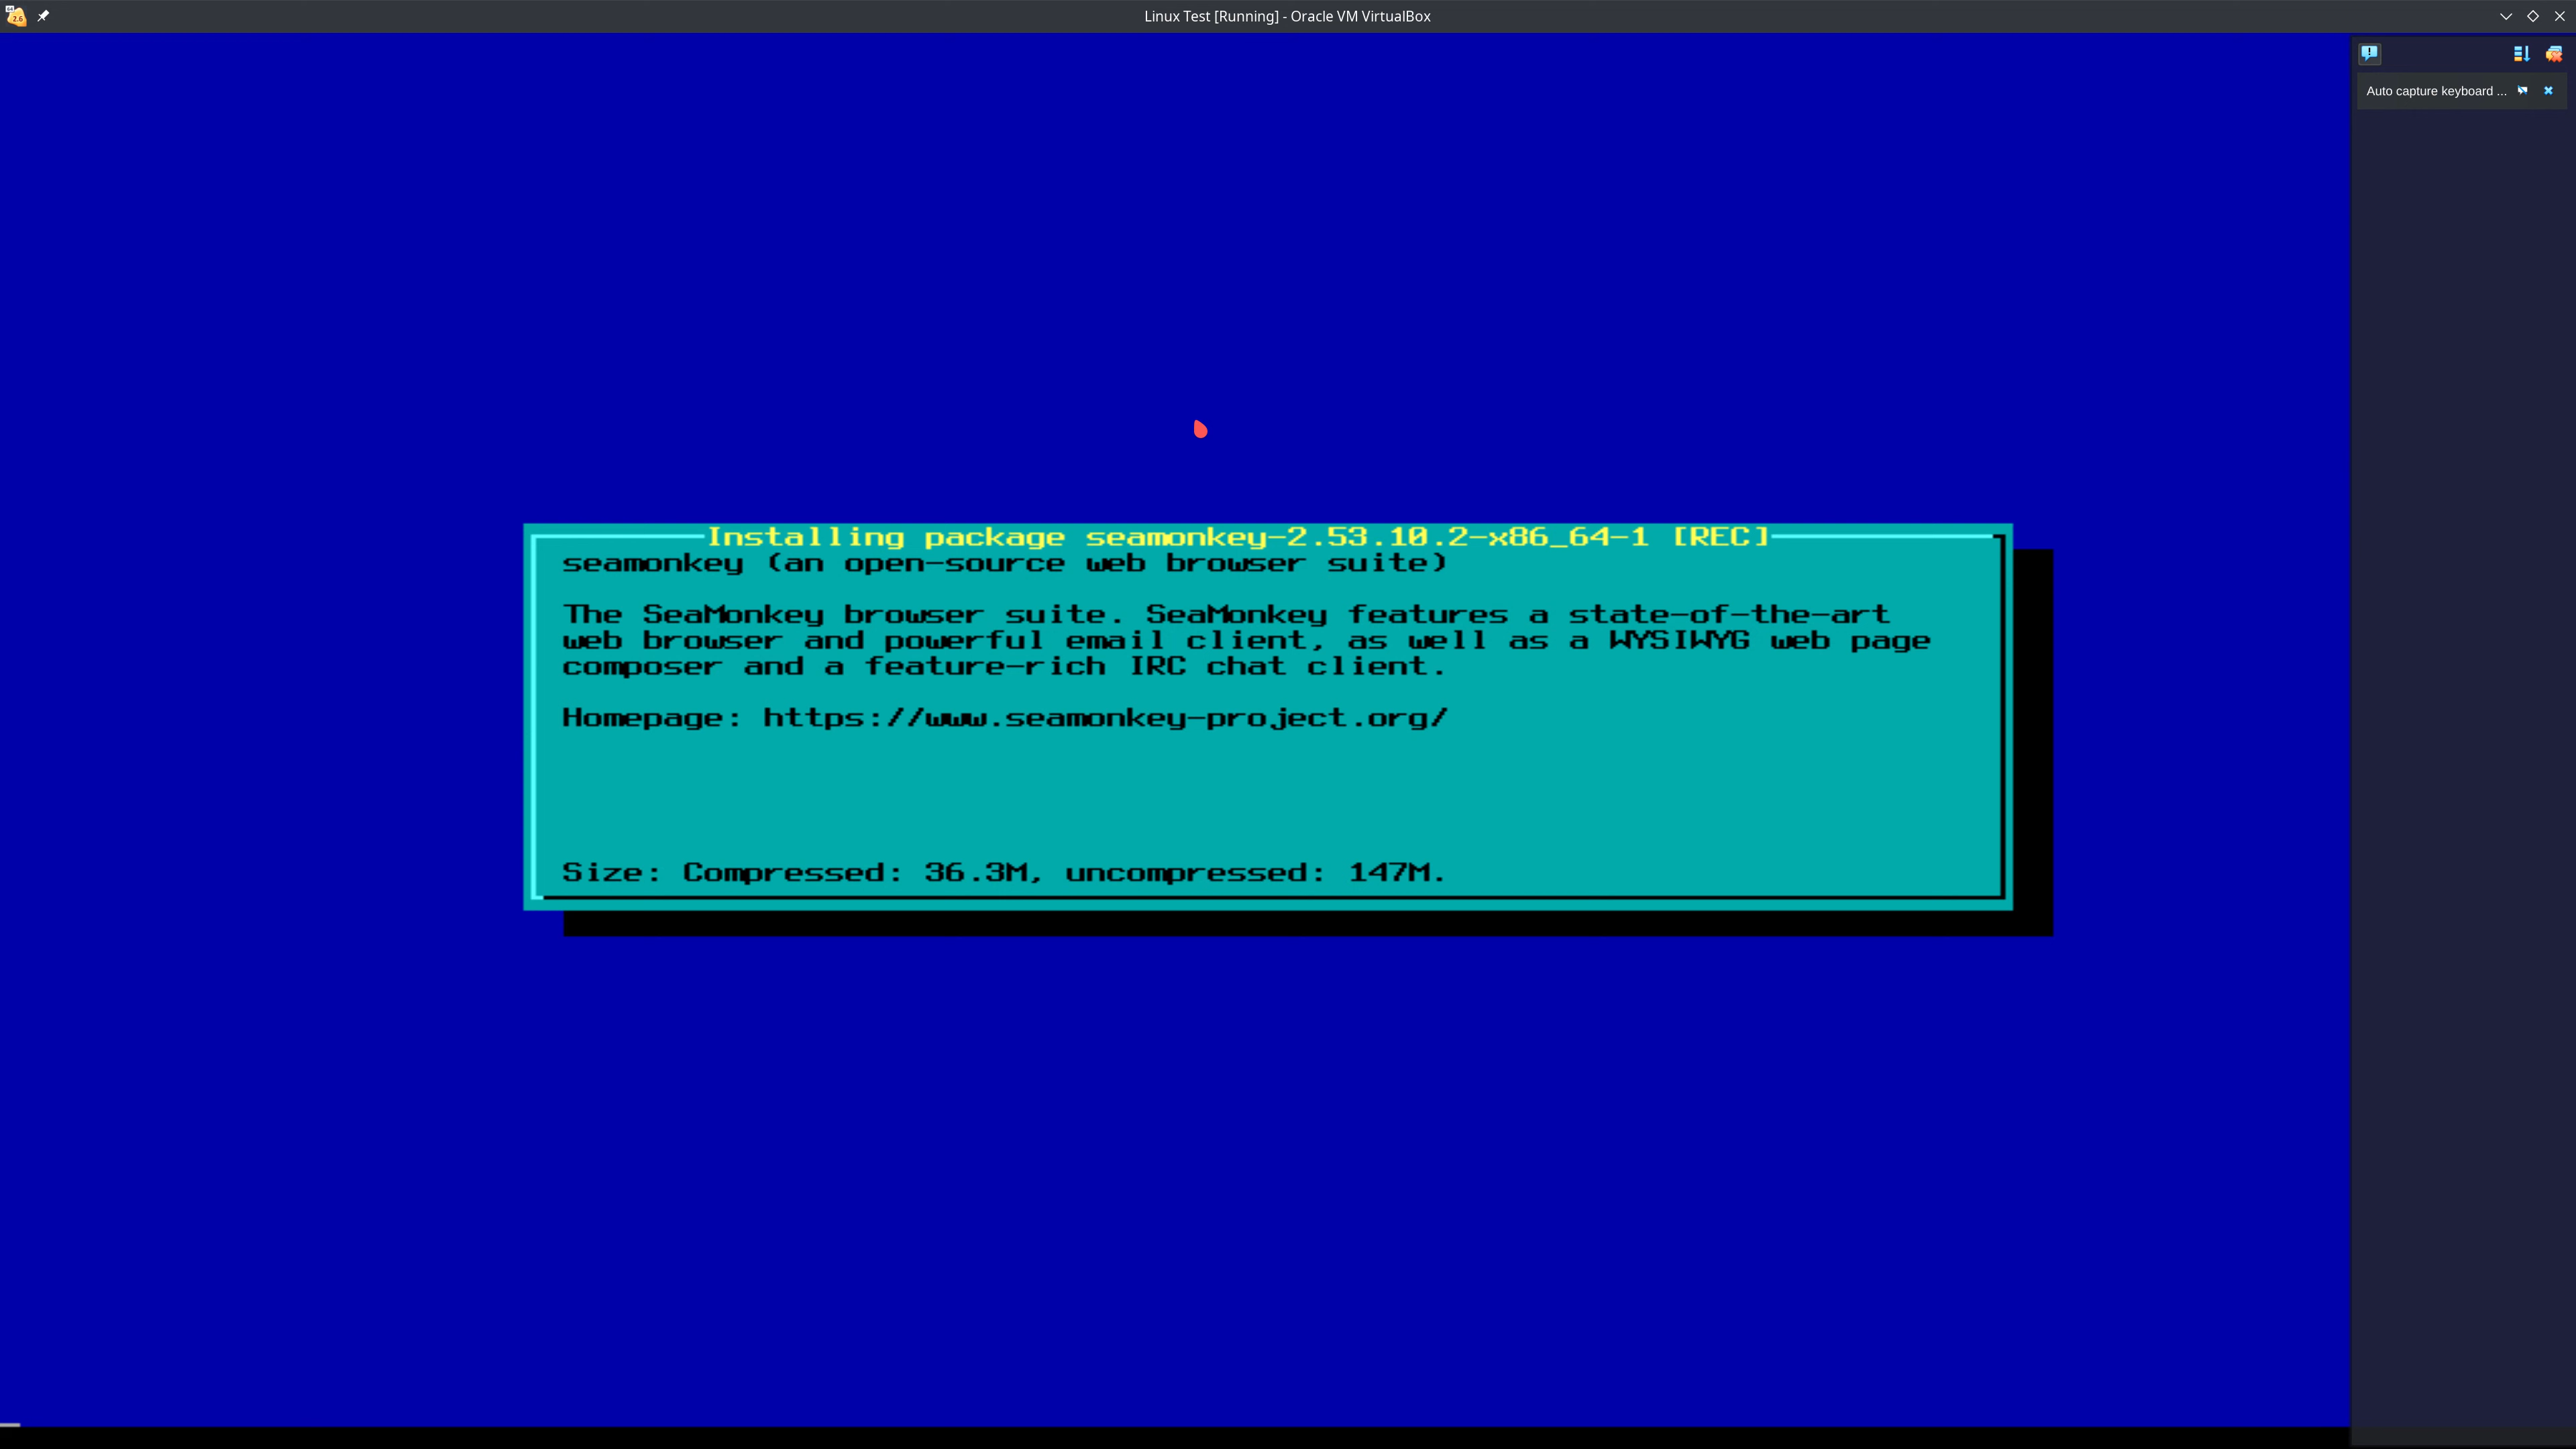 Linux Test [Running] - Oracle VM VirtualBox
Auto capture keyboard ...
Installing package seamonkey-2.53.10.2-x86_64-1 [REC]
seamonkey (an open-source web browser suite)
The SeaMonkey browser suite. SeaMonkey features a state-of-the-art
web browser and powerful email client, as well as a WYSIWYG web page
composer and a feature-rich IRC chat client.
Homepage: https://www.seamonkey-project.org/
Size: Compressed: 36.3M, uncompressed: 147M.